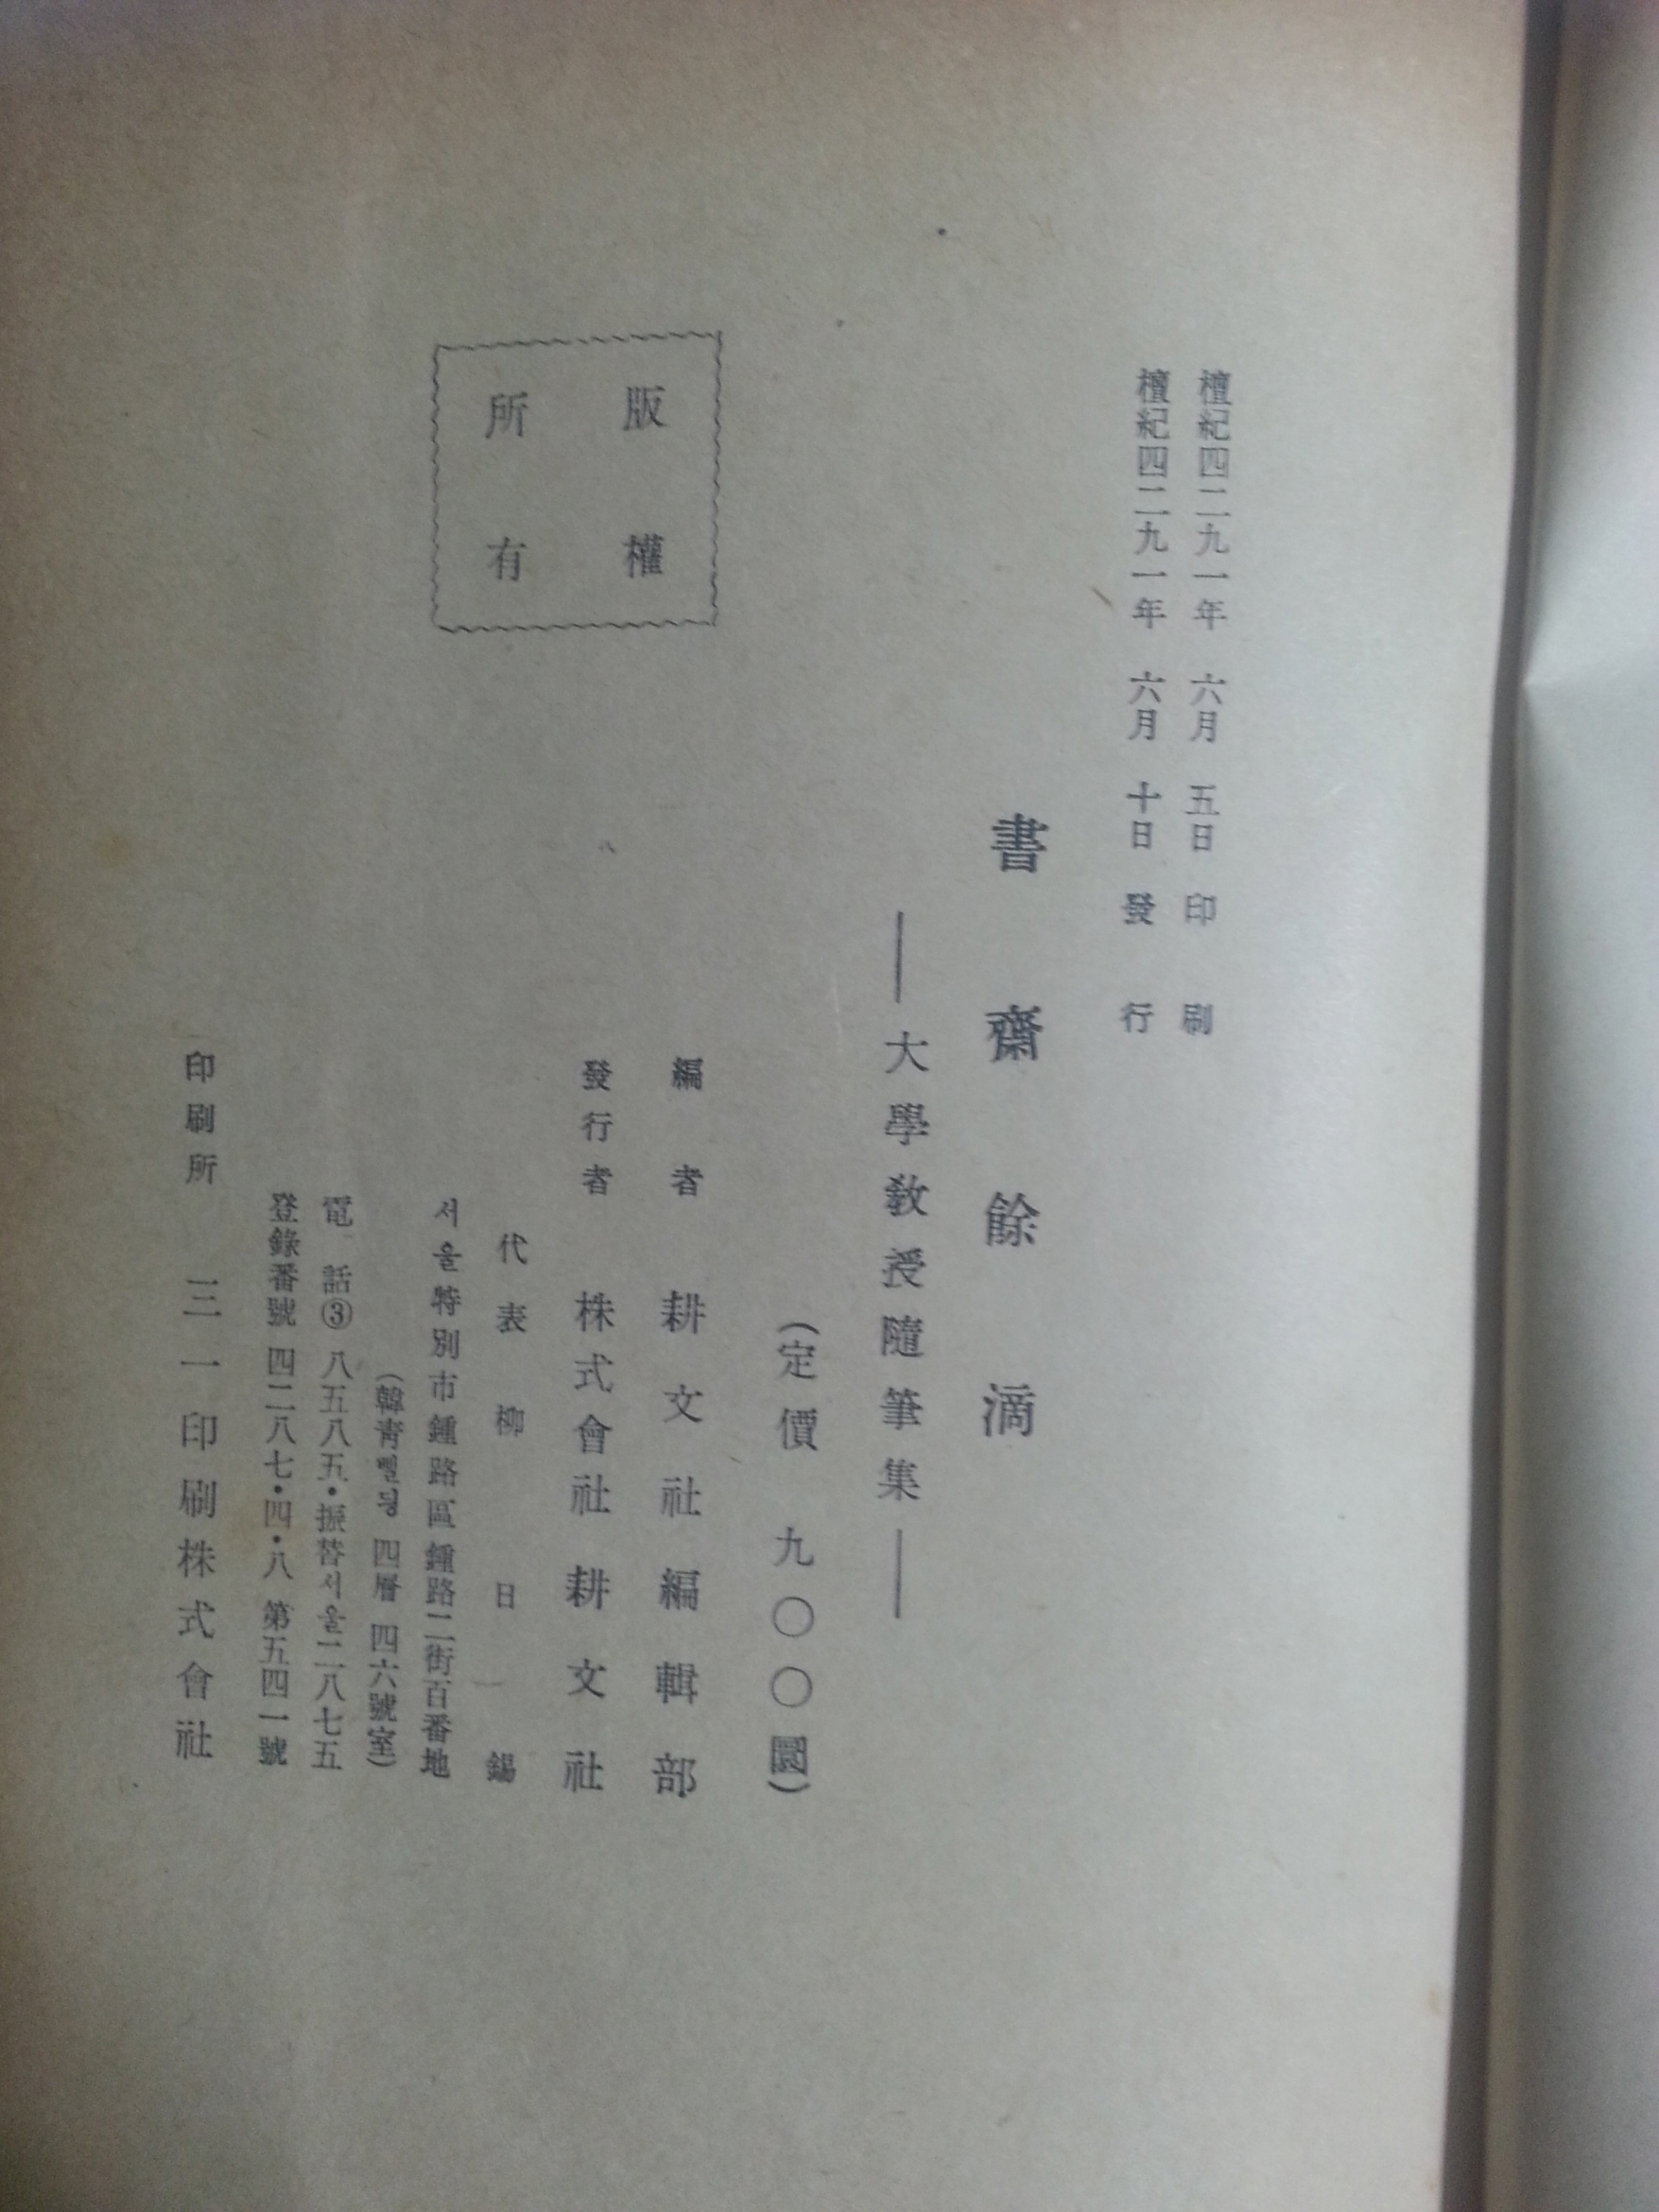 檀紀四二九一年 六月 五日 印刷
檀紀四二九一年 六月 十日 發行
書齋餘滴
——大學敎授隨筆集——
(定價 九〇〇圜)
編者 耕文社編輯部
發行者 株式會社 耕文社
代表 柳日錫
서울特別市鍾路區鍾路二街百番地
(韓靑삘딩 四層 四六號室)
電話③ 八五八五・振替서울二八七五
登錄番號 四二八七・四・八 第五四一號
印刷所 三一印刷株式會社
版權
所有